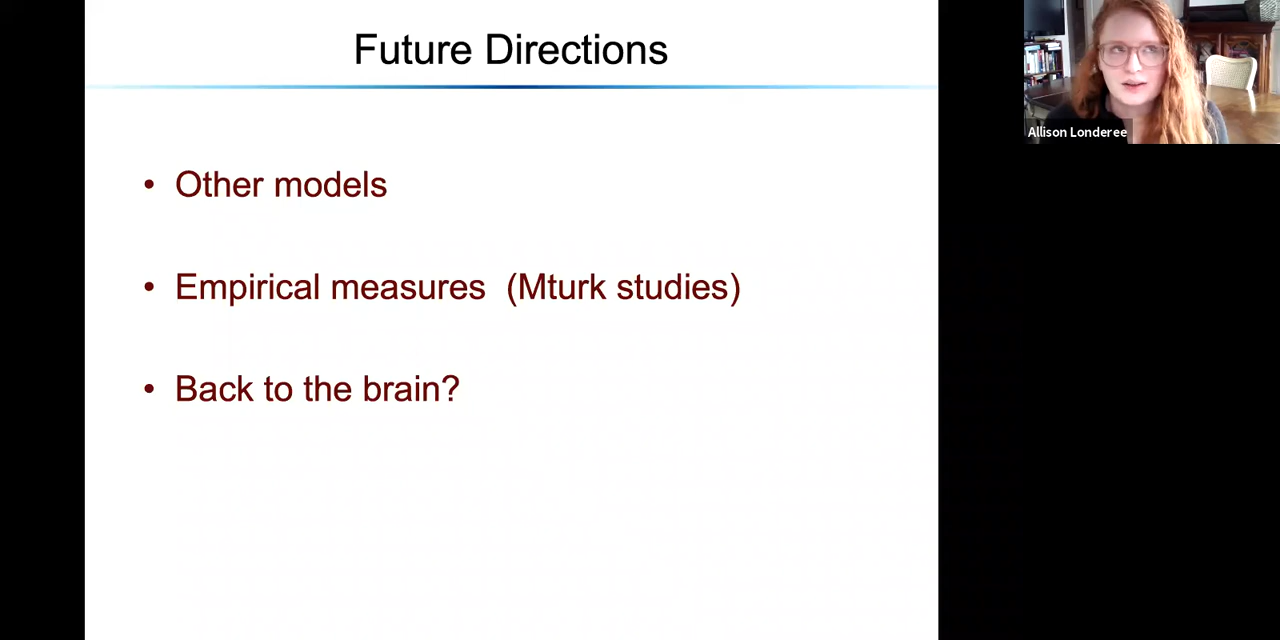 Future Directions
• Other models
• Empirical measures  (Mturk studies)
• Back to the brain?
Allison Londeree